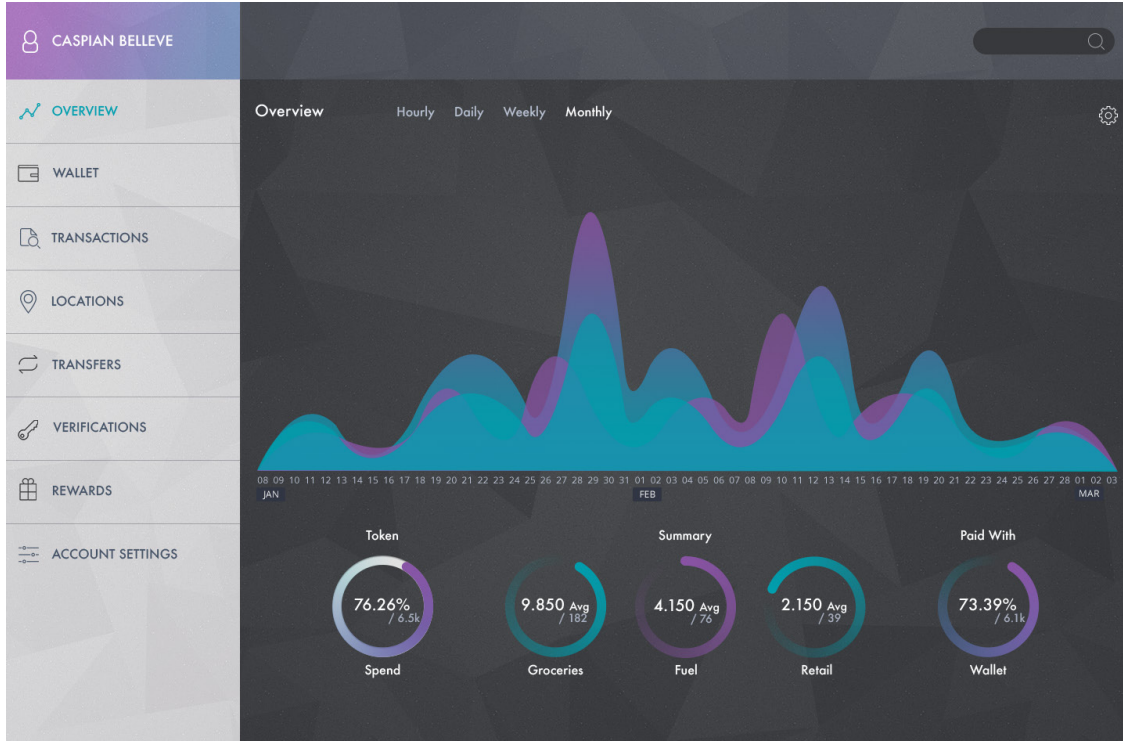 CASPIAN BELLEVE
OVERVIEW
WALLET
TRANSACTIONS
LOCATIONS
TRANSFERS
VERIFICATIONS
REWARDS
ACCOUNT SETTINGS
Overview Hourly Daily Weekly Monthly
08 09 10 11 12 13 14 15 16 17 18 19 20 21 22 23 24 25 26 27 28 29 30 31 01 02 03 04 05 06 07 08 09 10 11 12 13 14 15 16 17 18 19 20 21 22 23 24 25 26 27 28 01 02 03
JAN FEB MAR
Token Summary Paid With
76.26% 9.850 Avg 4.150 Avg 2.150 Avg 73.39%
/ 6.5k / 182 / 76 / 39 / 6.1k
Spend Groceries Fuel Retail Wallet